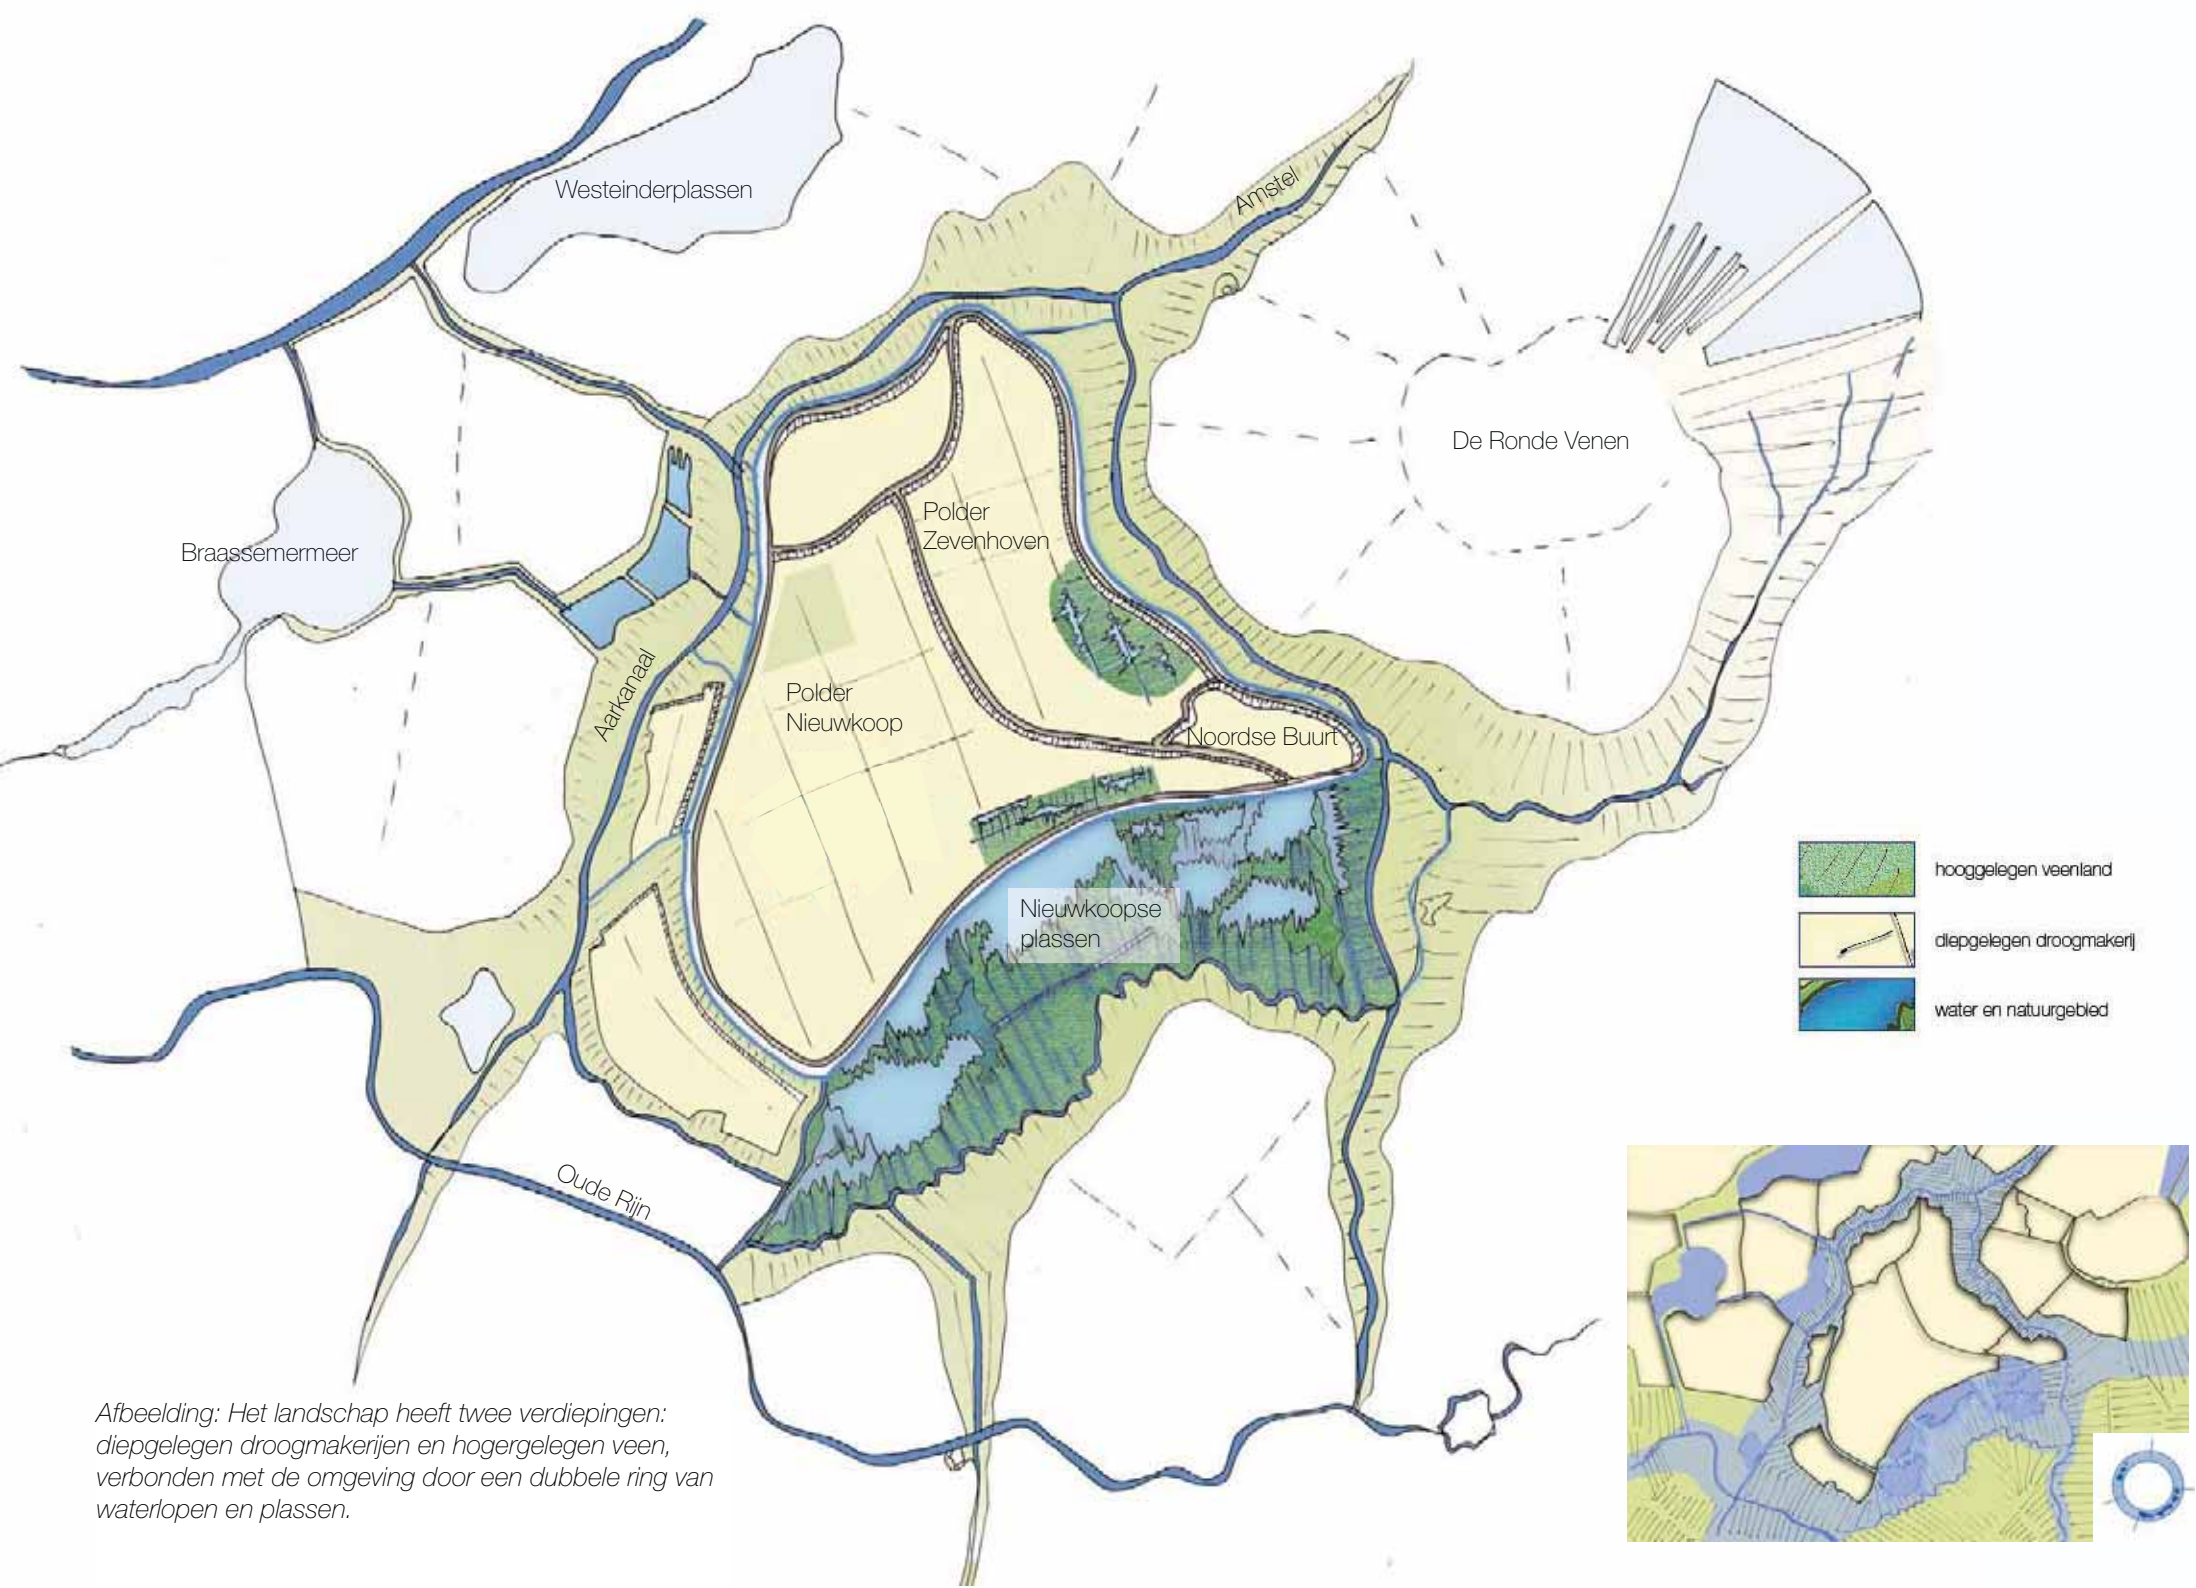 Westeinderplassen
Amstel
De Ronde Venen
Braassemermeer
Polder
Zevenhoven
Aarkanaal
Polder
Nieuwkoop
Noordse Buurt
Nieuwkoopse
plassen
hooggelegen veenland
diepgelegen droogmakerij
water en natuurgebied
Oude Rijn
Afbeelding: Het landschap heeft twee verdiepingen:
diepgelegen droogmakerijen en hogergelegen veen,
verbonden met de omgeving door een dubbele ring van
waterlopen en plassen.